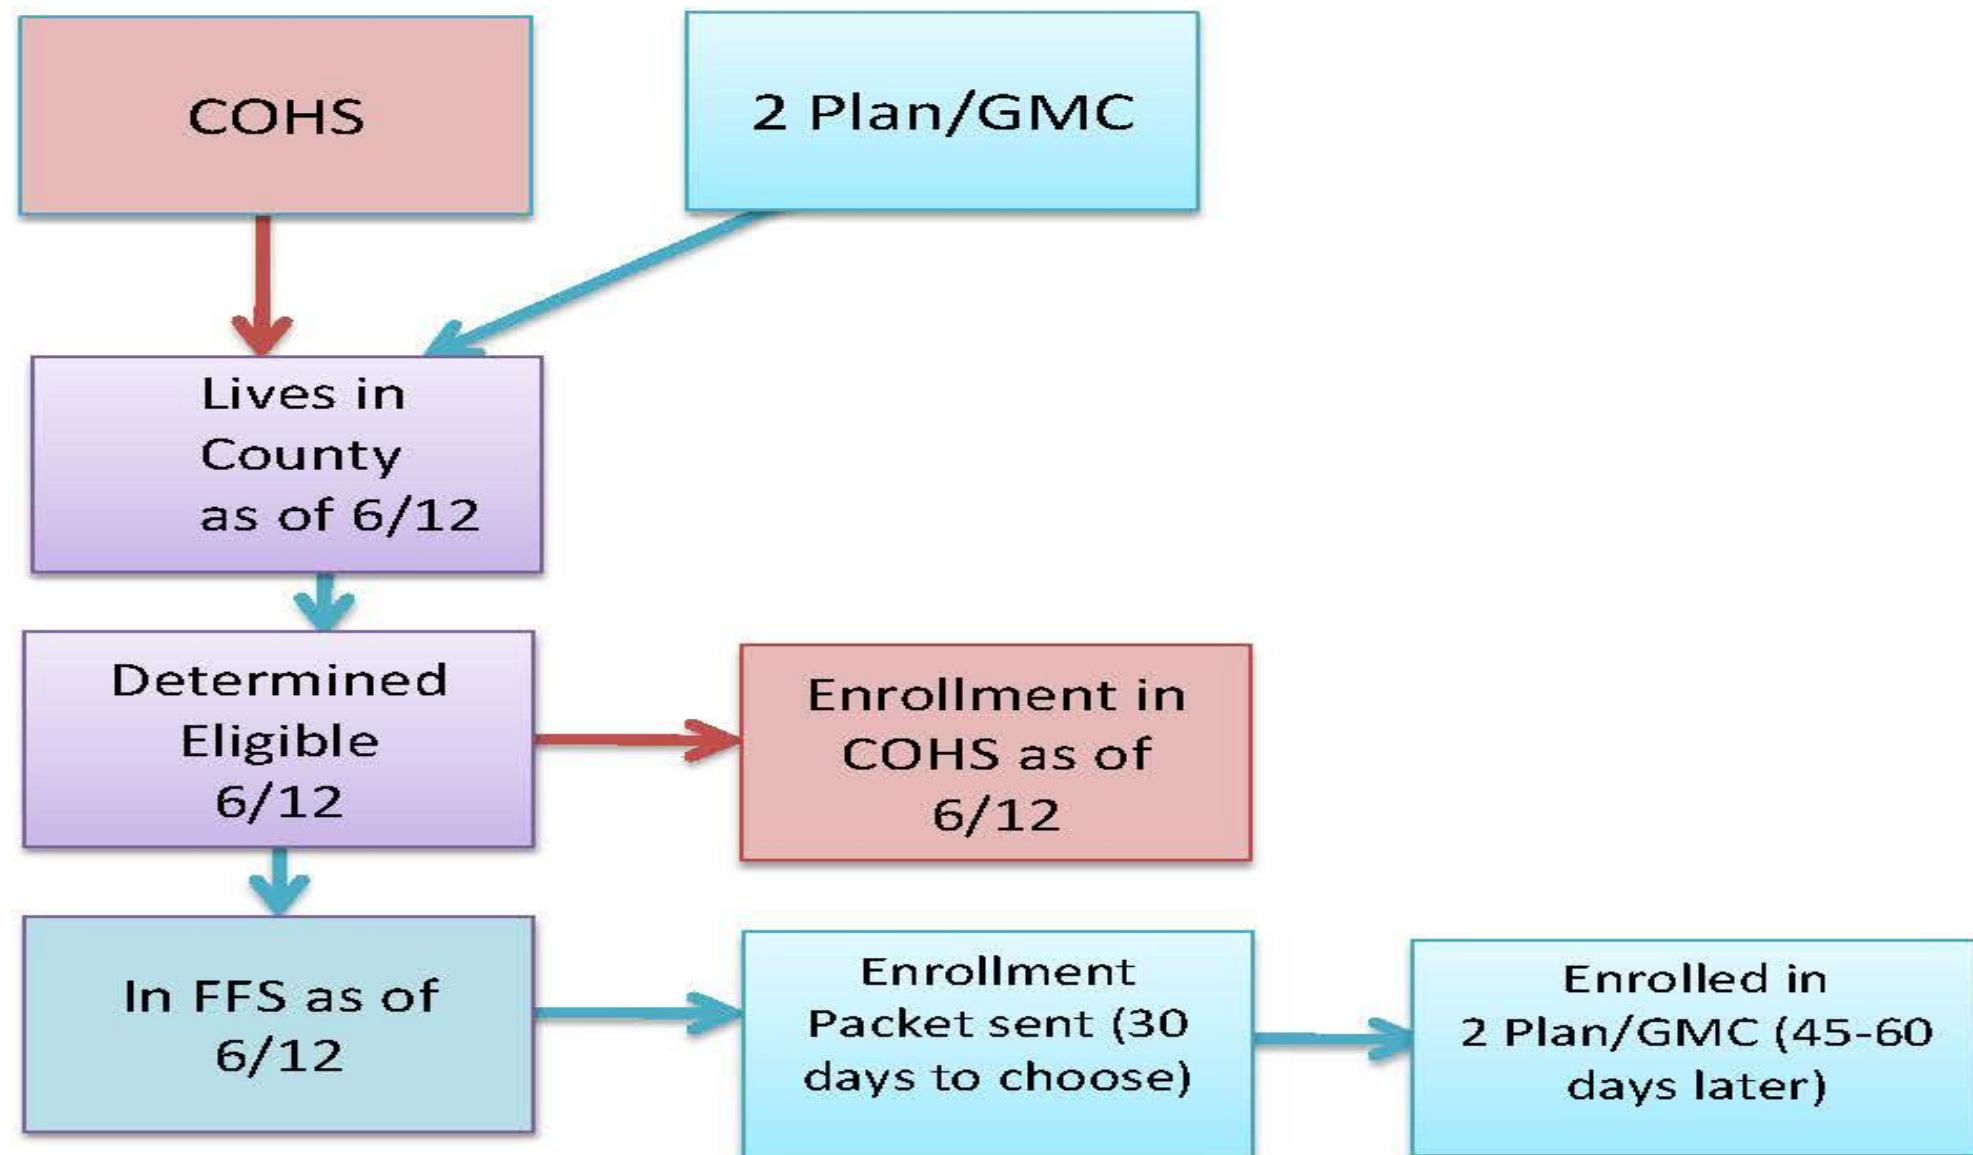 COHS
2 Plan/GMC
Lives in
County
as of 6/12
Determined
Eligible
6/12
Enrollment in
COHS as of
6/12
In FFS as of
6/12
Enrollment
Packet sent (30
days to choose)
Enrolled in
2 Plan/GMC (45-60
days later)